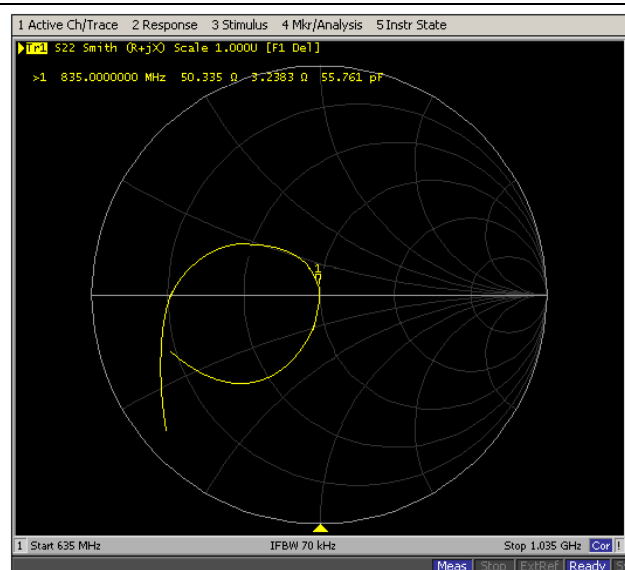 1 Active Ch/Trace 2 Response 3 Stimulus 4 Mkr/Analysis 5 Instr State
Tr1 S22 Smith (R+jX) Scale 1.000U [F1 Del]
>1 835.0000000 MHz 50.335 Ω 3.2383 Ω 55.761 pF
1
1 Start 635 MHz IFBW 70 kHz Stop 1.035 GHz Cor !
Meas Stop ExtRef Ready